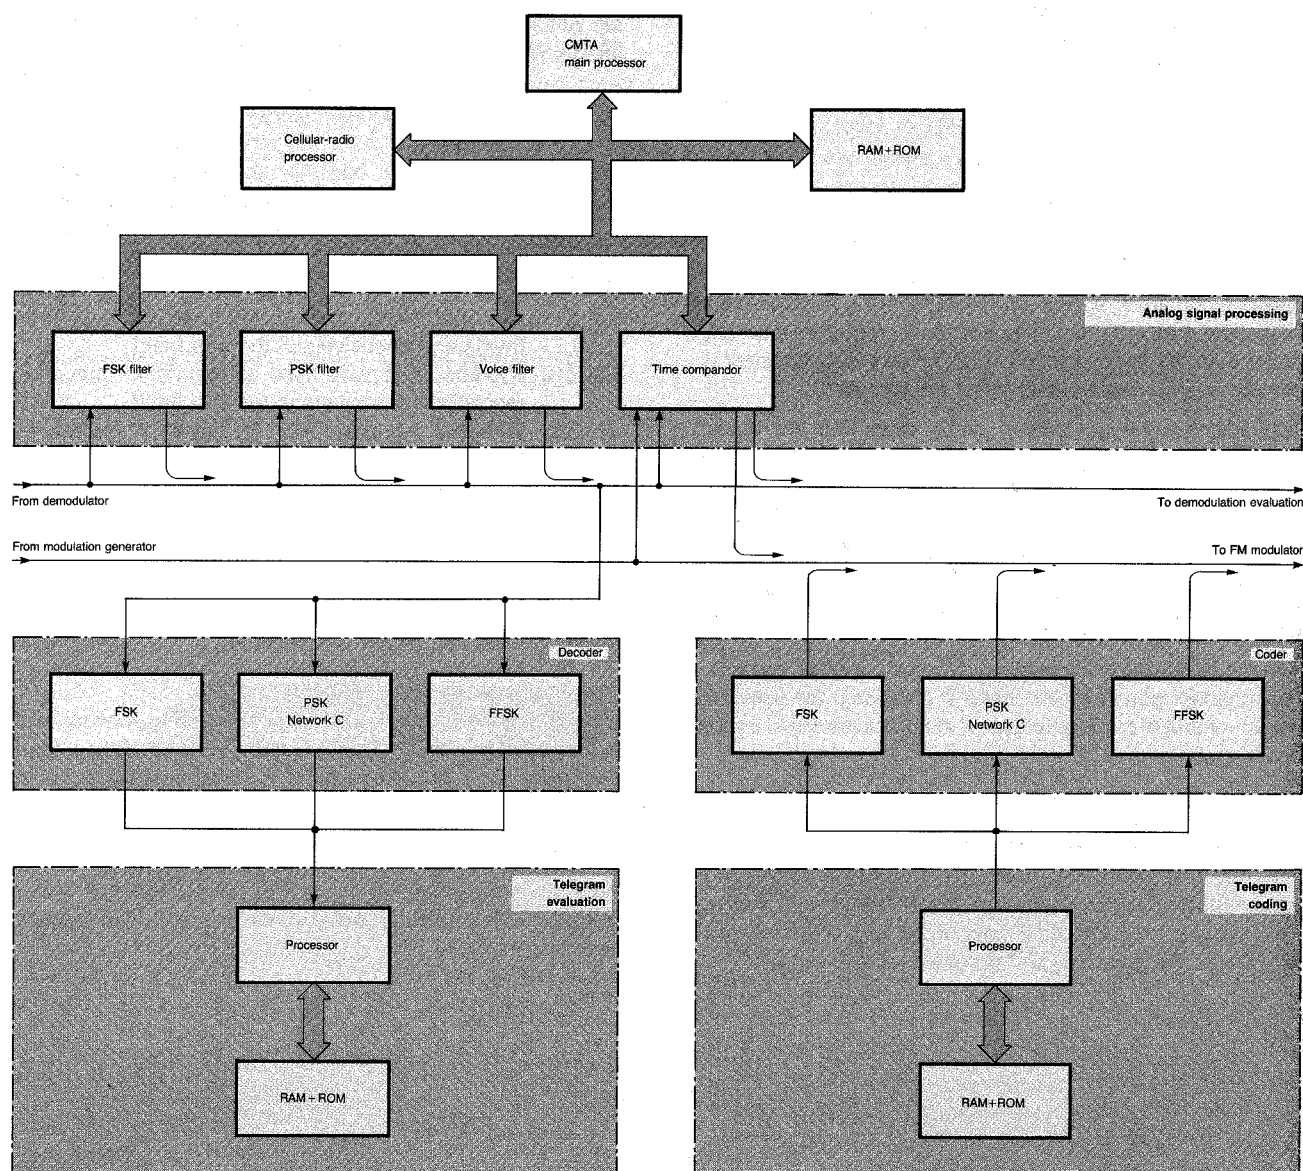 CMTA
main processor
Cellular-radio
processor
RAM+ROM
Analog signal processing
FSK filter
PSK filter
Voice filter
Time compandor
From demodulator
To demodulation evaluation
From modulation generator
To FM modulator
Decoder
Coder
FSK
PSK
Network C
FFSK
FSK
PSK
Network C
FFSK
Telegram
evaluation
Telegram
coding
Processor
Processor
RAM+ROM
RAM+ROM